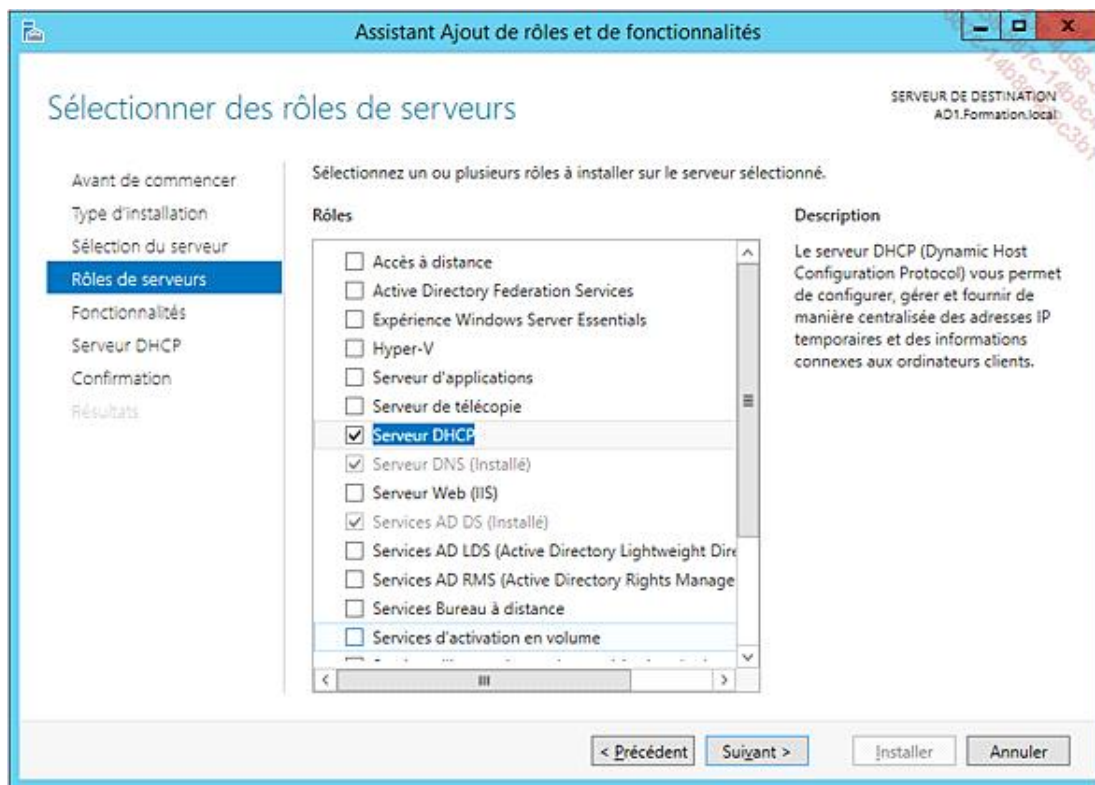 Assistant Ajout de rôles et de fonctionnalités
Sélectionner des rôles de serveurs
SERVEUR DE DESTINATION
AD1.Formation.local
Avant de commencer
Type d'installation
Sélection du serveur
Rôles de serveurs
Fonctionnalités
Serveur DHCP
Confirmation
Résultats
Sélectionnez un ou plusieurs rôles à installer sur le serveur sélectionné.
Rôles
Accès à distance
Active Directory Federation Services
Expérience Windows Server Essentials
Hyper-V
Serveur d'applications
Serveur de télécopie
Serveur DHCP
Serveur DNS (Installé)
Serveur Web (IIS)
Services AD DS (Installé)
Services AD LDS (Active Directory Lightweight Dire
Services AD RMS (Active Directory Rights Manage
Services Bureau à distance
Services d'activation en volume
Description
Le serveur DHCP (Dynamic Host
Configuration Protocol) vous permet
de configurer, gérer et fournir de
manière centralisée des adresses IP
temporaires et des informations
connexes aux ordinateurs clients.
< Précédent
Suivant >
Installer
Annuler